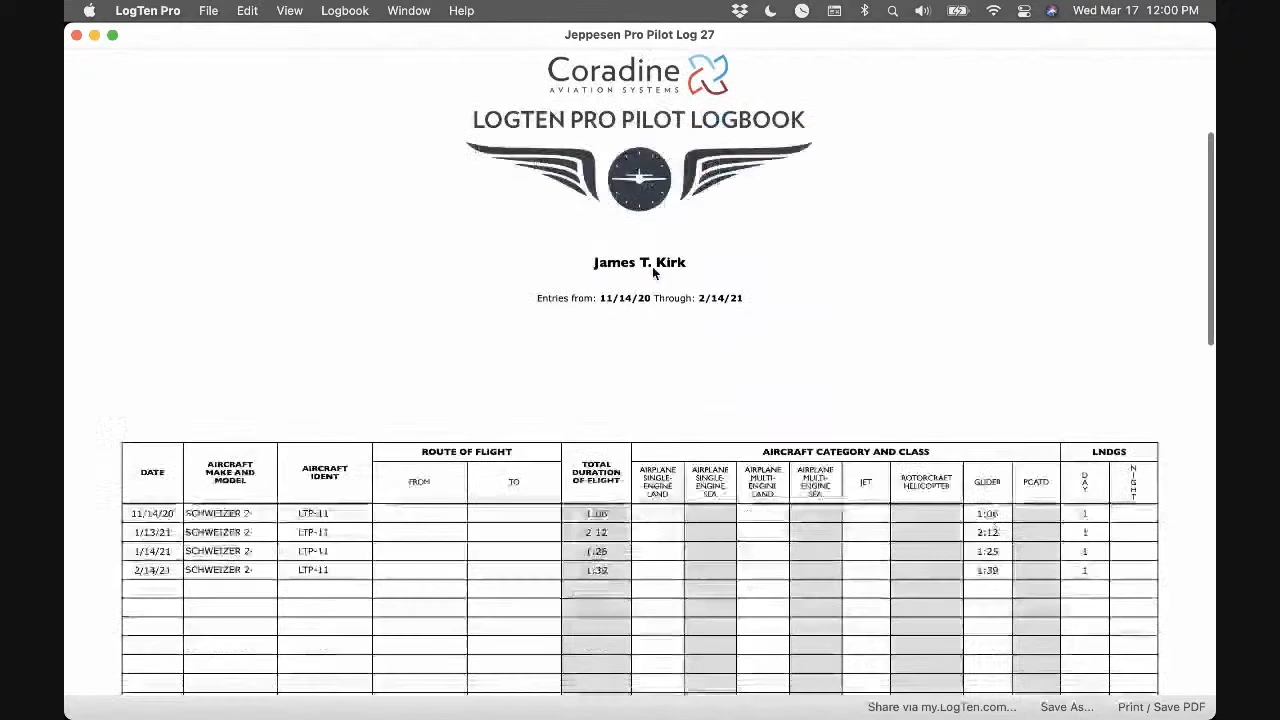 LogTen Pro File Edit View Logbook Window Help Wed Mar 17 12:00 PM
Jeppesen Pro Pilot Log 27
Coradine
AVIATION SYSTEMS
LOGTEN PRO PILOT LOGBOOK
James T. Kirk
Entries from: 11/14/20 Through: 2/14/21
DATE
AIRCRAFT
MAKE AND
MODEL
AIRCRAFT
IDENT
ROUTE OF FLIGHT
FROM
TO
TOTAL
DURATION
OF FLIGHT
AIRCRAFT CATEGORY AND CLASS
AIRPLANE
SINGLE-
ENGINE
LAND
AIRPLANE
SINGLE-
ENGINE
SEA
AIRPLANE
MULTI-
ENGINE
LAND
AIRPLANE
MULTI-
ENGINE
SEA
JET
ROTORCRAFT
HELICOPTER
GLIDER
PCATD
LNDGS
DAY
NIGHT
11/14/20 SCHWEIZER 2- LTP-11 1:06 1:06 1
1/13/21 SCHWEIZER 2- LTP-11 2:12 2:12 1
1/14/21 SCHWEIZER 2- LTP-11 1:25 1:25 1
2/14/21 SCHWEIZER 2- LTP-11 1:39 1:39 1
Share via my.LogTen.com... Save As... Print / Save PDF